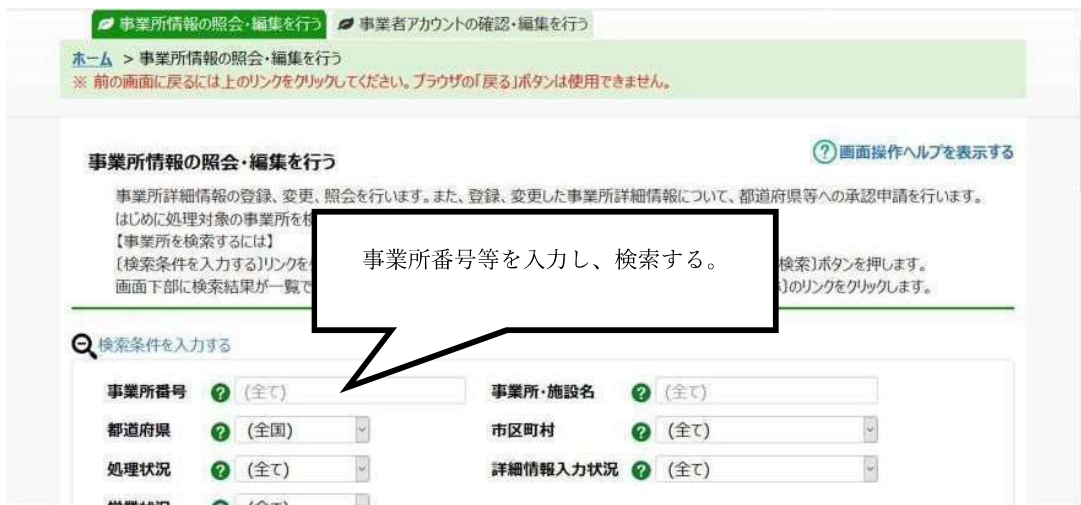 事業所情報の照会・編集を行う 事業者アカウントの確認・編集を行う
ホーム > 事業所情報の照会・編集を行う
※ 前の画面に戻るには上のリンクをクリックしてください。ブラウザの「戻る」ボタンは使用できません。
事業所情報の照会・編集を行う
?画面操作ヘルプを表示する
事業所詳細情報の登録、変更、照会を行います。また、登録、変更した事業所詳細情報について、都道府県等への承認申請を行います。
はじめに処理対象の事業所を
【事業所を検索するには】
〔検索条件を入力する〕リンクを
検索〕ボタンを押します。
画面下部に検索結果が一覧で
〕のリンクをクリックします。
事業所番号等を入力し、検索する。
検索条件を入力する
事業所番号 ? (全て) 事業所・施設名 ? (全て)
都道府県 ? (全国) 市区町村 ? (全て)
処理状況 ? (全て) 詳細情報入力状況 ? (全て)